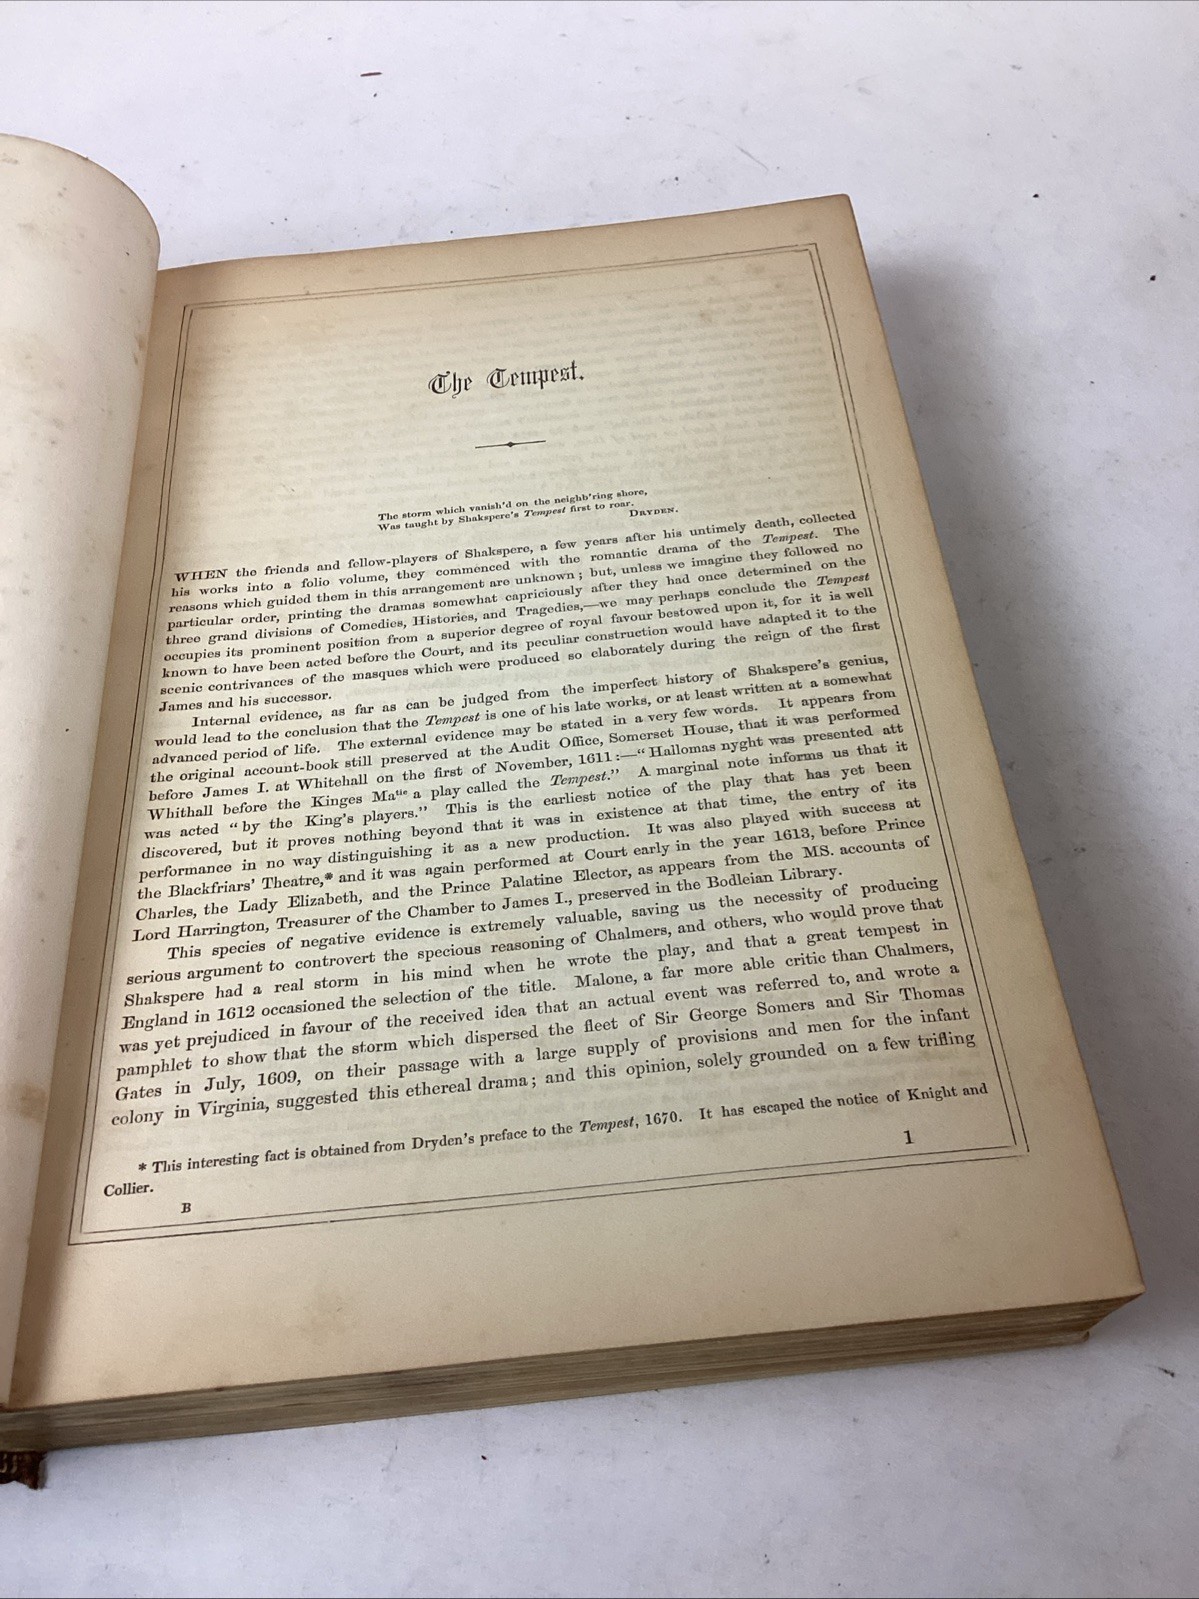 The Tempest.
The storm which vanish'd on the neighb'ring shore,
Was taught by Shakspere's Tempest first to roar.
DRYDEN.
WHEN the friends and fellow-players of Shakspere, a few years after his untimely death, collected
his works into a folio volume, they commenced with the romantic drama of the Tempest. The
reasons which guided them in this arrangement are unknown; but, unless we imagine they followed no
particular order, printing the dramas somewhat capriciously after they had once determined on the
three grand divisions of Comedies, Histories, and Tragedies,—we may perhaps conclude the Tempest
occupies its prominent position from a superior degree of royal favour bestowed upon it, for it is well
known to have been acted before the Court, and its peculiar construction would have adapted it to the
scenic contrivances of the masques which were produced so elaborately during the reign of the first
James and his successor.
Internal evidence, as far as can be judged from the imperfect history of Shakspere's genius,
would lead to the conclusion that the Tempest is one of his late works, or at least written at a somewhat
advanced period of life. The external evidence may be stated in a very few words. It appears from
the original account-book still preserved at the Audit Office, Somerset House, that it was performed
before James I. at Whitehall on the first of November, 1611:—"Hallomas nyght was presented att
Whithall before the Kinges Matie a play called the Tempest." A marginal note informs us that it
was acted "by the King's players." This is the earliest notice of the play that has yet been
discovered, but it proves nothing beyond that it was in existence at that time, the entry of its
performance in no way distinguishing it as a new production. It was also played with success at
the Blackfriars' Theatre,* and it was again performed at Court early in the year 1613, before Prince
Charles, the Lady Elizabeth, and the Prince Palatine Elector, as appears from the MS. accounts of
Lord Harrington, Treasurer of the Chamber to James I., preserved in the Bodleian Library.
This species of negative evidence is extremely valuable, saving us the necessity of producing
serious argument to controvert the specious reasoning of Chalmers, and others, who would prove that
Shakspere had a real storm in his mind when he wrote the play, and that a great tempest in
England in 1612 occasioned the selection of the title. Malone, a far more able critic than Chalmers,
was yet prejudiced in favour of the received idea that an actual event was referred to, and wrote a
pamphlet to show that the storm which dispersed the fleet of Sir George Somers and Sir Thomas
Gates in July, 1609, on their passage with a large supply of provisions and men for the infant
colony in Virginia, suggested this ethereal drama; and this opinion, solely grounded on a few trifling
* This interesting fact is obtained from Dryden's preface to the Tempest, 1670. It has escaped the notice of Knight and
Collier.
B
1